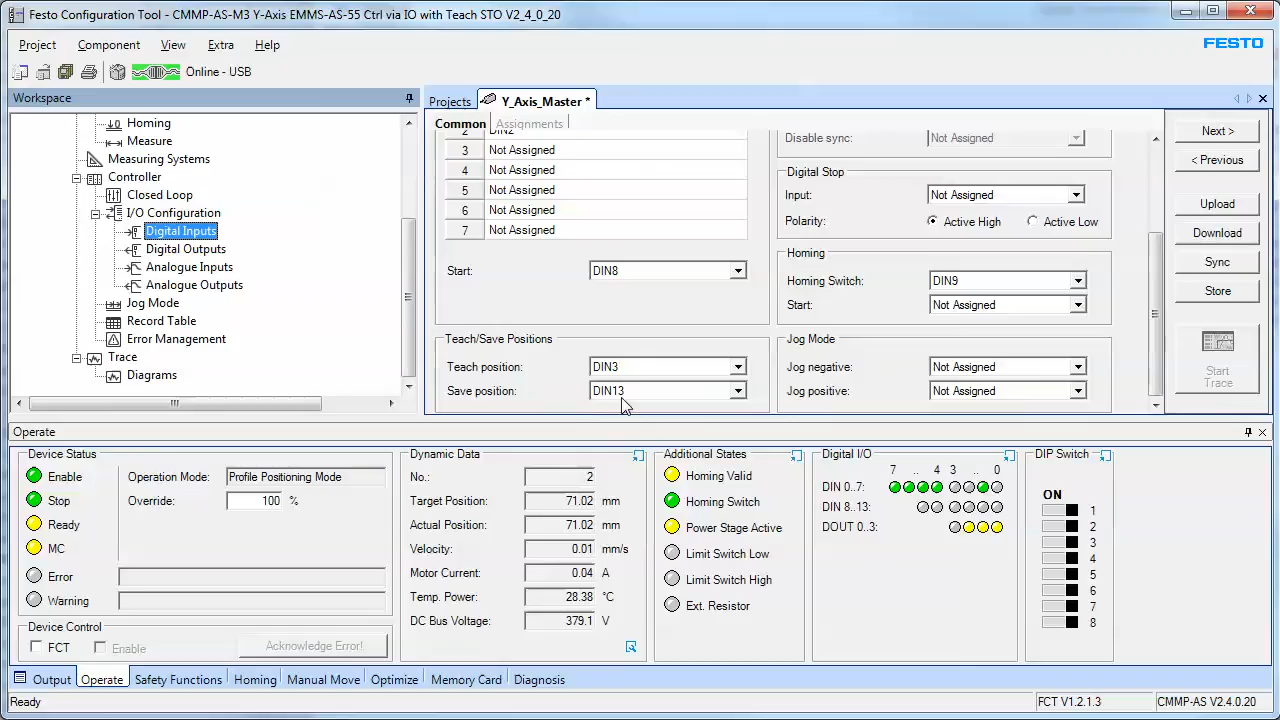 Festo Configuration Tool - CMMP-AS-M3 Y-Axis EMMS-AS-55 Ctrl via IO with Teach STO V2_4_0_20
Project Component View Extra Help
FESTO
Online - USB
Workspace
Homing
Measure
Measuring Systems
Controller
Closed Loop
I/O Configuration
Digital Inputs
Digital Outputs
Analogue Inputs
Analogue Outputs
Jog Mode
Record Table
Error Management
Trace
Diagrams
Projects Y_Axis_Master *
Common Assignments
2 DIN2
3 Not Assigned
4 Not Assigned
5 Not Assigned
6 Not Assigned
7 Not Assigned
Start: DIN8
Teach/Save Positions
Teach position: DIN3
Save position: DIN13
Disable sync: Not Assigned
Digital Stop
Input: Not Assigned
Polarity: Active High Active Low
Homing
Homing Switch: DIN9
Start: Not Assigned
Jog Mode
Jog negative: Not Assigned
Jog positive: Not Assigned
Next >
< Previous
Upload
Download
Sync
Store
Start
Trace
Operate
Device Status
Enable
Stop
Ready
MC
Error
Warning
Operation Mode: Profile Positioning Mode
Override: 100 %
Device Control
FCT Enable Acknowledge Error!
Dynamic Data
No.: 2
Target Position: 71.02 mm
Actual Position: 71.02 mm
Velocity: 0.01 mm/s
Motor Current: 0.04 A
Temp. Power: 28.38 °C
DC Bus Voltage: 379.1 V
Additional States
Homing Valid
Homing Switch
Power Stage Active
Limit Switch Low
Limit Switch High
Ext. Resistor
Digital I/O
7 .. 4 3 .. 0
DIN 0..7:
DIN 8..13:
DOUT 0..3:
DIP Switch
ON
1
2
3
4
5
6
7
8
Output Operate Safety Functions Homing Manual Move Optimize Memory Card Diagnosis
Ready FCT V1.2.1.3 CMMP-AS V2.4.0.20